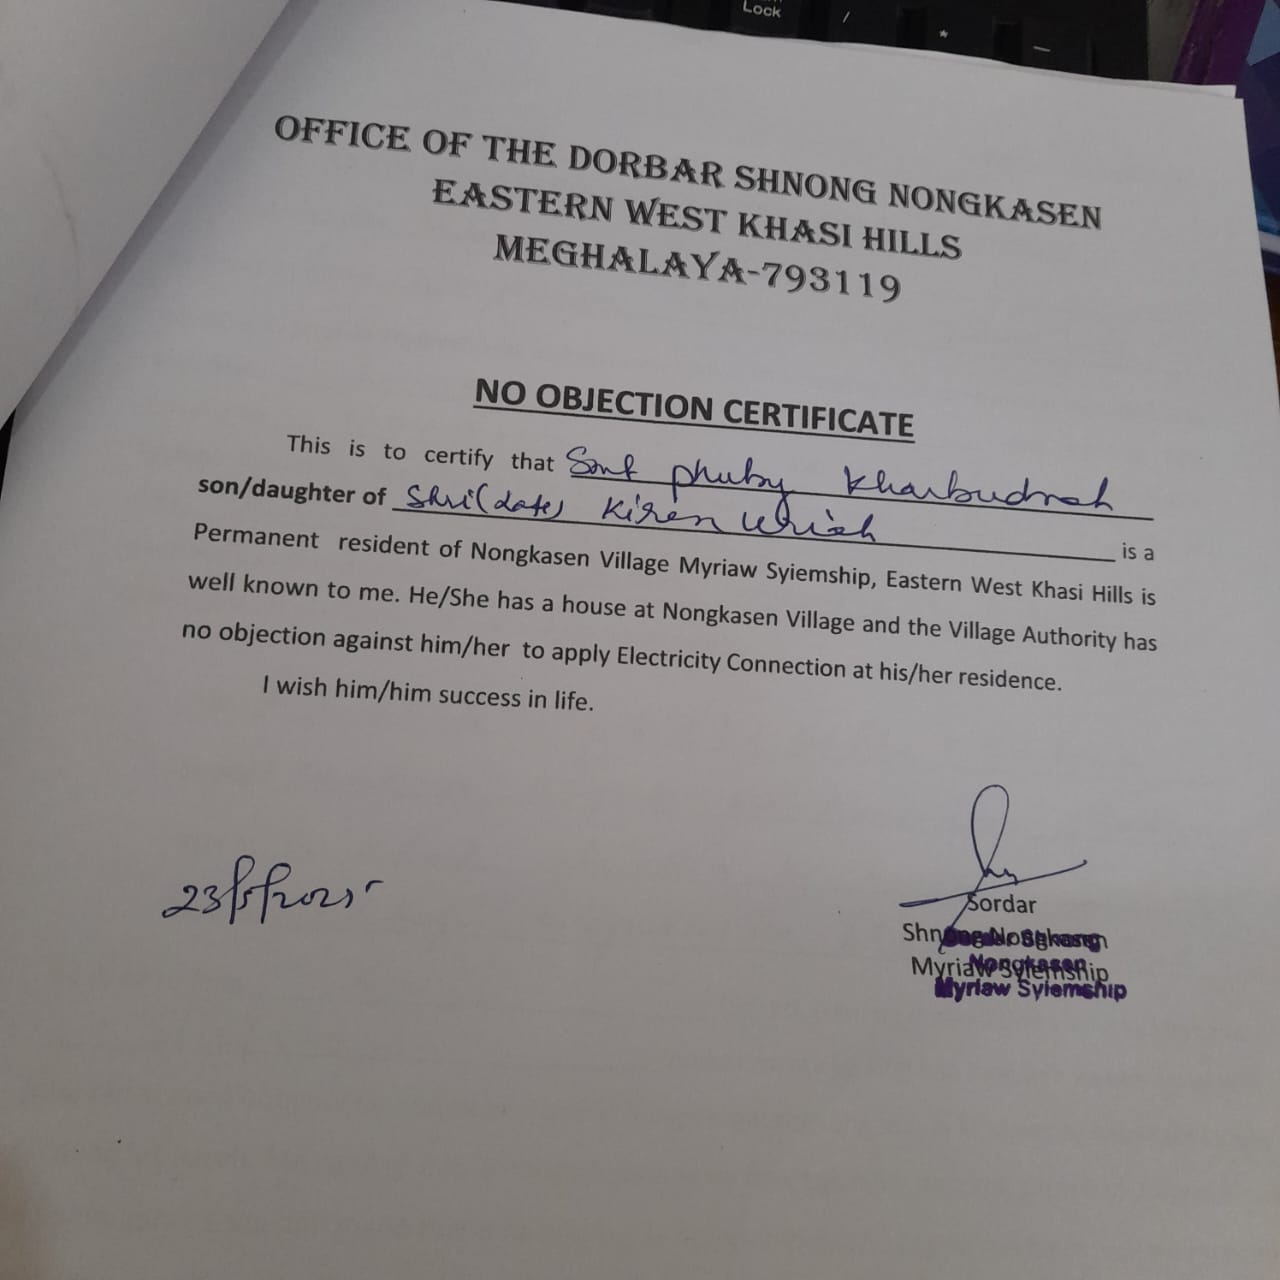 Lock
/
*
–
OFFICE OF THE DORBAR SHNONG NONGKASEN
EASTERN WEST KHASI HILLS
MEGHALAYA-793119
NO OBJECTION CERTIFICATE
This is to certify that Smt phuby Kharbudnah
son/daughter of Shri (Late) Kiren Wriah is a
Permanent resident of Nongkasen Village Myriaw Syiemship, Eastern West Khasi Hills is
well known to me. He/She has a house at Nongkasen Village and the Village Authority has
no objection against him/her to apply Electricity Connection at his/her residence.
I wish him/him success in life.
23/5/2025
Sordar
Shnong Nongkasen
Myriaw Syiemship
Nongkasen
Myriaw Syiemship